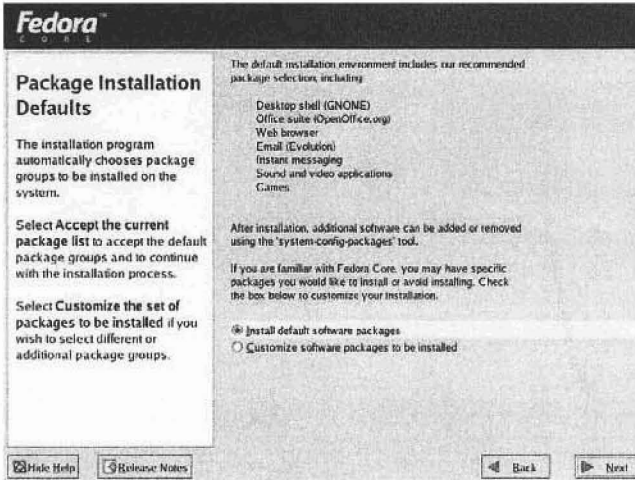 Fedora
CORE
Package Installation
Defaults
The installation program
automatically chooses package
groups to be installed on the
system.
Select Accept the current
package list to accept the default
package groups and to continue
with the installation process.
Select Customize the set of
packages to be installed if you
wish to select different or
additional package groups.
The default installation environment includes our recommended
package selection, including:
Desktop shell (GNOME)
Office suite (OpenOffice.org)
Web browser
Email (Evolution)
Instant messaging
Sound and video applications
Games
After installation, additional software can be added or removed
using the 'system-config-packages' tool.
If you are familiar with Fedora Core, you may have specific
packages you would like to install or avoid installing. Check
the box below to customize your installation.
Install default software packages
Customize software packages to be installed
Hide Help
Release Notes
Back
Next